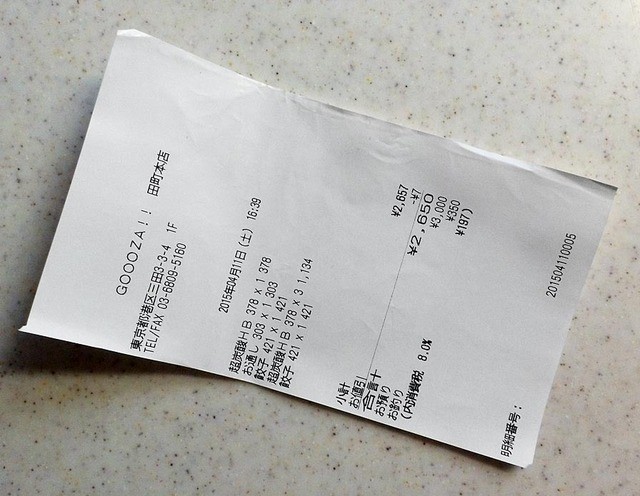 GOOOZA!! 田町本店
東京都港区三田3-3-4 1F
TEL/FAX 03-6809-5160
2015年04月11日(土) 16:39
超炭酸HB 378 x 1 378
お通し 303 x 1 303
餃子 421 x 1 421
超炭酸HB 378 x 3 1,134
餃子 421 x 1 421
小計 ¥2,657
お値引 -¥7
合計 ¥2,650
お預り ¥3,000
お釣り ¥350
(内消費税 8.0% ¥197)
明細番号: 201504110005